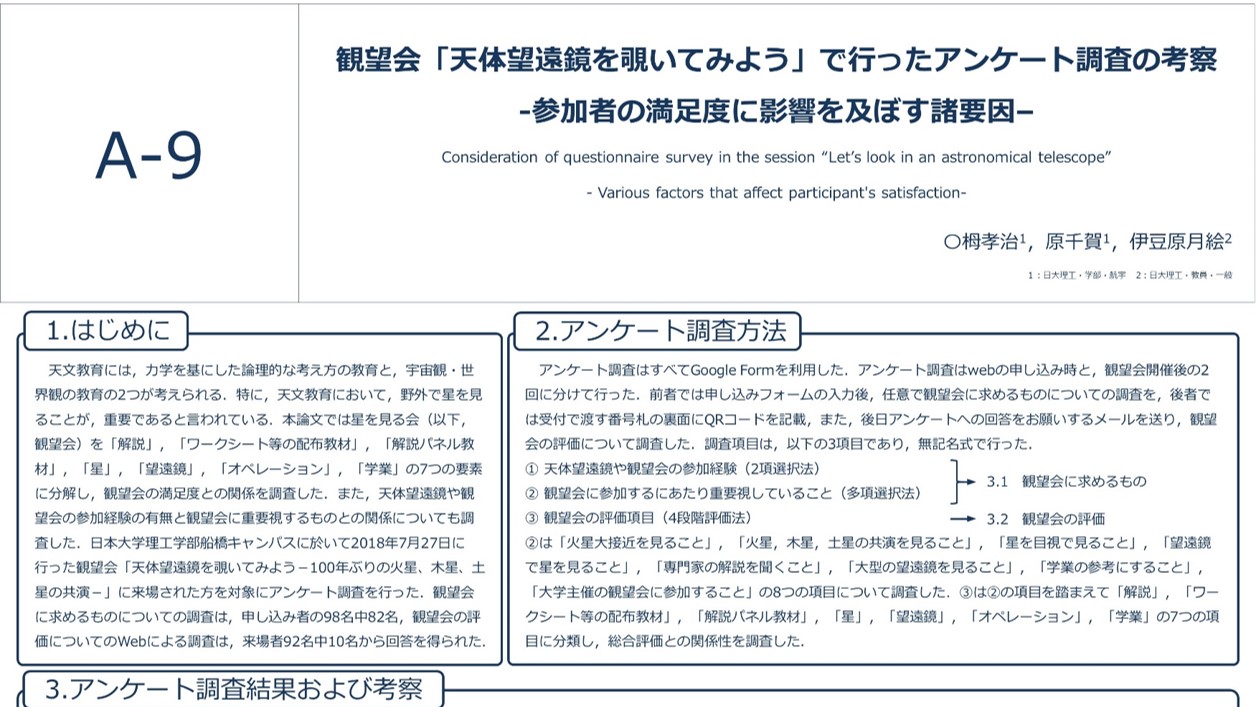 A-9
観望会「天体望遠鏡を覗いてみよう」で行ったアンケート調査の考察
-参加者の満足度に影響を及ぼす諸要因–
Consideration of questionnaire survey in the session “Let’s look in an astronomical telescope”
- Various factors that affect participant's satisfaction-
〇栂孝治1，原千賀1，伊豆原月絵2
1：日大理工・学部・航宇　2：日大理工・教員・一般
1.はじめに
天文教育には，力学を基にした論理的な考え方の教育と，宇宙観・世
界観の教育の2つが考えられる．特に，天文教育において，野外で星を見
ることが，重要であると言われている．本論文では星を見る会（以下，
観望会）を「解説」，「ワークシート等の配布教材」，「解説パネル教
材」，「星」，「望遠鏡」，「オペレーション」，「学業」の7つの要素
に分解し，観望会の満足度との関係を調査した．また，天体望遠鏡や観
望会の参加経験の有無と観望会に重要視するものとの関係についても調
査した．日本大学理工学部船橋キャンパスに於いて2018年7月27日に
行った観望会「天体望遠鏡を覗いてみよう－100年ぶりの火星、木星、土
星の共演－」に来場された方を対象にアンケート調査を行った．観望会
に求めるものについての調査は，申し込み者の98名中82名，観望会の評
価についてのWebによる調査は，来場者92名中10名から回答を得られた．
2.アンケート調査方法
アンケート調査はすべてGoogle Formを利用した．アンケート調査はwebの申し込み時と，観望会開催後の2
回に分けて行った．前者では申し込みフォームの入力後，任意で観望会に求めるものについての調査を，後者で
は受付で渡す番号札の裏面にQRコードを記載，また，後日アンケートへの回答をお願いするメールを送り，観望
会の評価について調査した．調査項目は，以下の3項目であり，無記名式で行った．
① 天体望遠鏡や観望会の参加経験（2項選択法）
② 観望会に参加するにあたり重要視していること（多項選択法）
3.1　観望会に求めるもの
③ 観望会の評価項目（4段階評価法）
3.2　観望会の評価
②は「火星大接近を見ること」，「火星，木星，土星の共演を見ること」，「星を目視で見ること」，「望遠鏡
で星を見ること」，「専門家の解説を聞くこと」，「大型の望遠鏡を見ること」，「学業の参考にすること」，
「大学主催の観望会に参加すること」の8つの項目について調査した．③は②の項目を踏まえて「解説」，「ワー
クシート等の配布教材」，「解説パネル教材」，「星」，「望遠鏡」，「オペレーション」，「学業」の7つの項
目に分類し，総合評価との関係性を調査した．
3.アンケート調査結果および考察